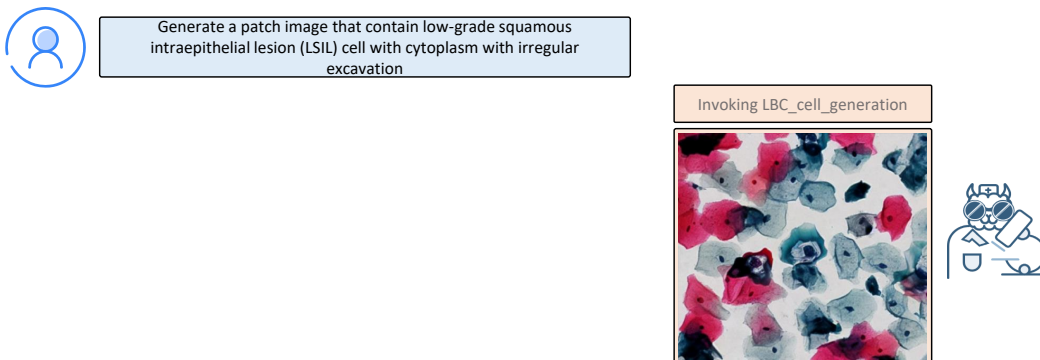 Generate a patch image that contain low-grade squamous
intraepithelial lesion (LSIL) cell with cytoplasm with irregular
excavation
Invoking LBC_cell_generation